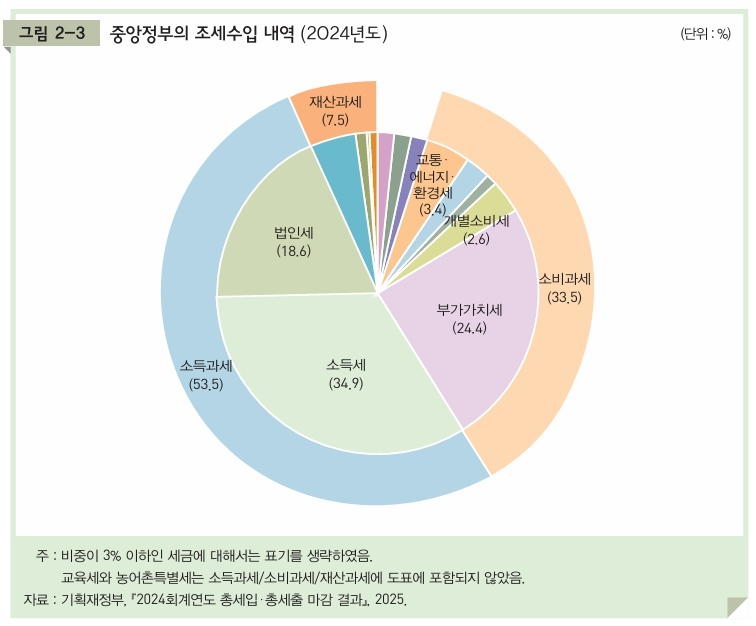 그림 2-3 중앙정부의 조세수입 내역 (2024년도)
(단위 : %)
재산과세
(7.5)
교통·
에너지·
환경세
(3.4)
개별소비세
(2.6)
법인세
(18.6)
소비과세
(33.5)
부가가치세
(24.4)
소득과세
(53.5)
소득세
(34.9)
주 : 비중이 3% 이하인 세금에 대해서는 표기를 생략하였음.
교육세와 농어촌특별세는 소득과세/소비과세/재산과세에 도표에 포함되지 않았음.
자료 : 기획재정부, 『2024회계연도 총세입·총세출 마감 결과』, 2025.